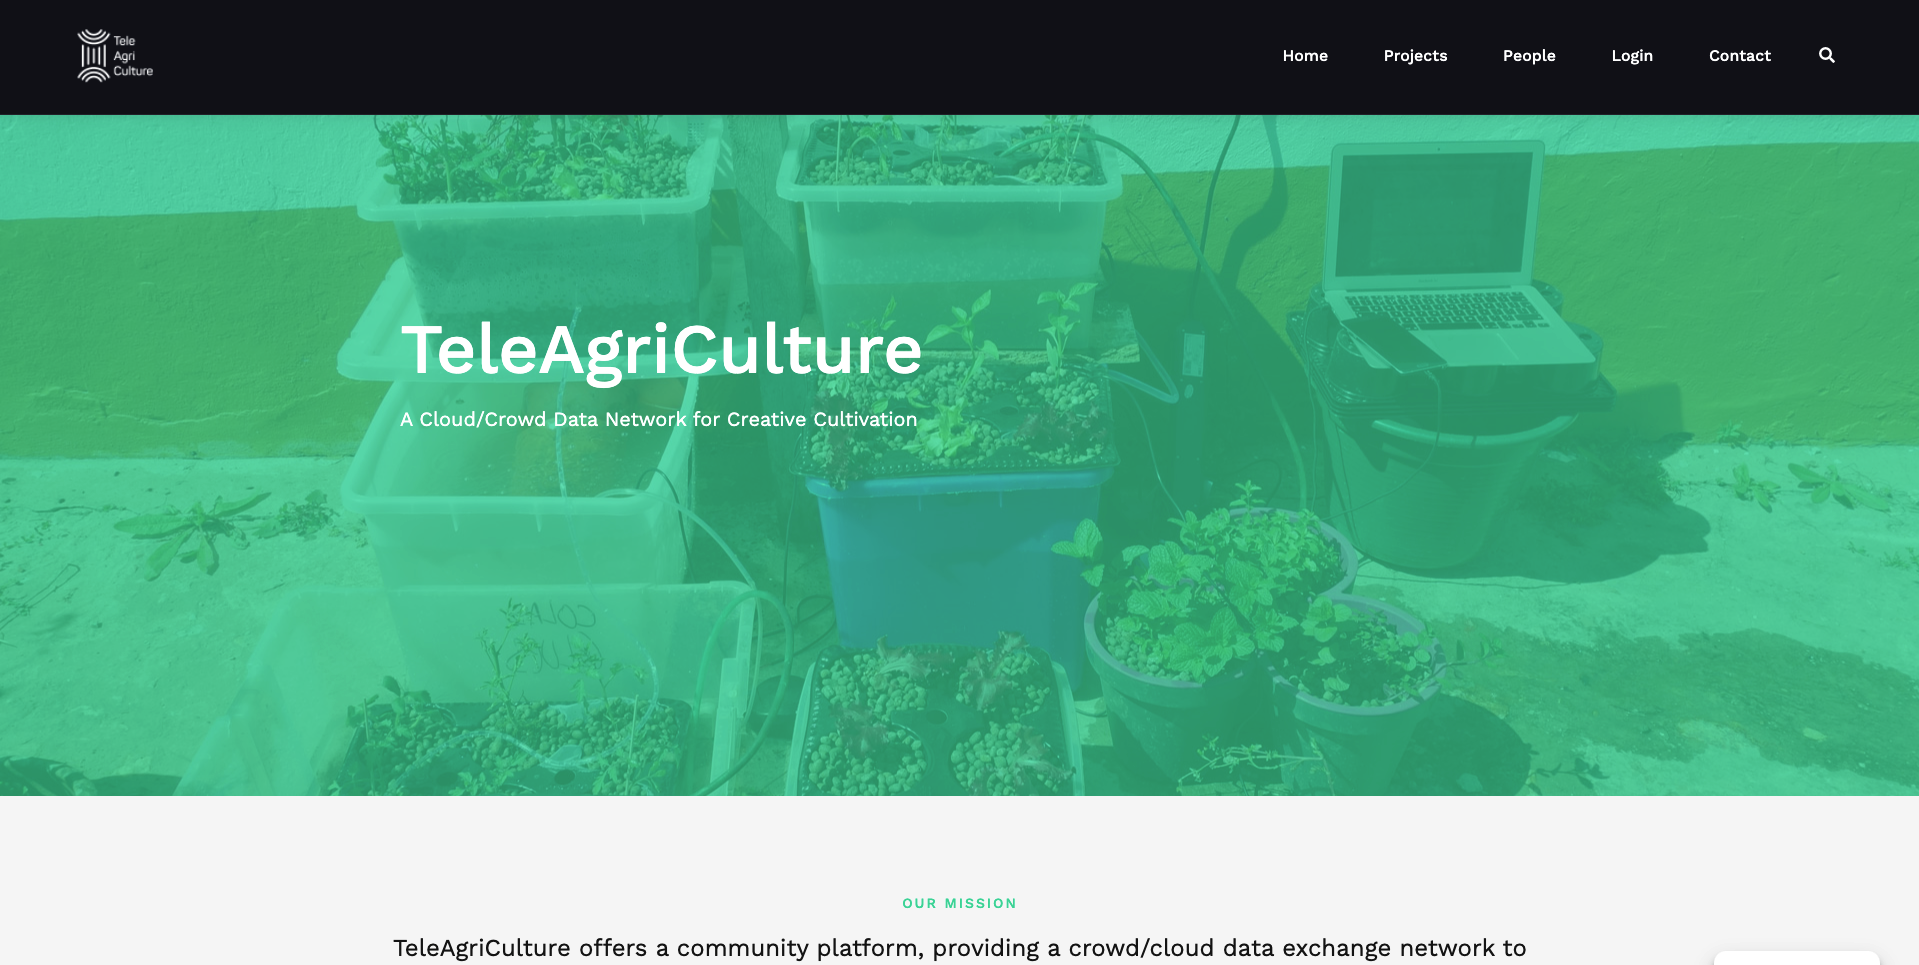 Tele
Agri
Culture
Home
Projects
People
Login
Contact
TeleAgriCulture
A Cloud/Crowd Data Network for Creative Cultivation
COLA
OUR MISSION
TeleAgriCulture offers a community platform, providing a crowd/cloud data exchange network to